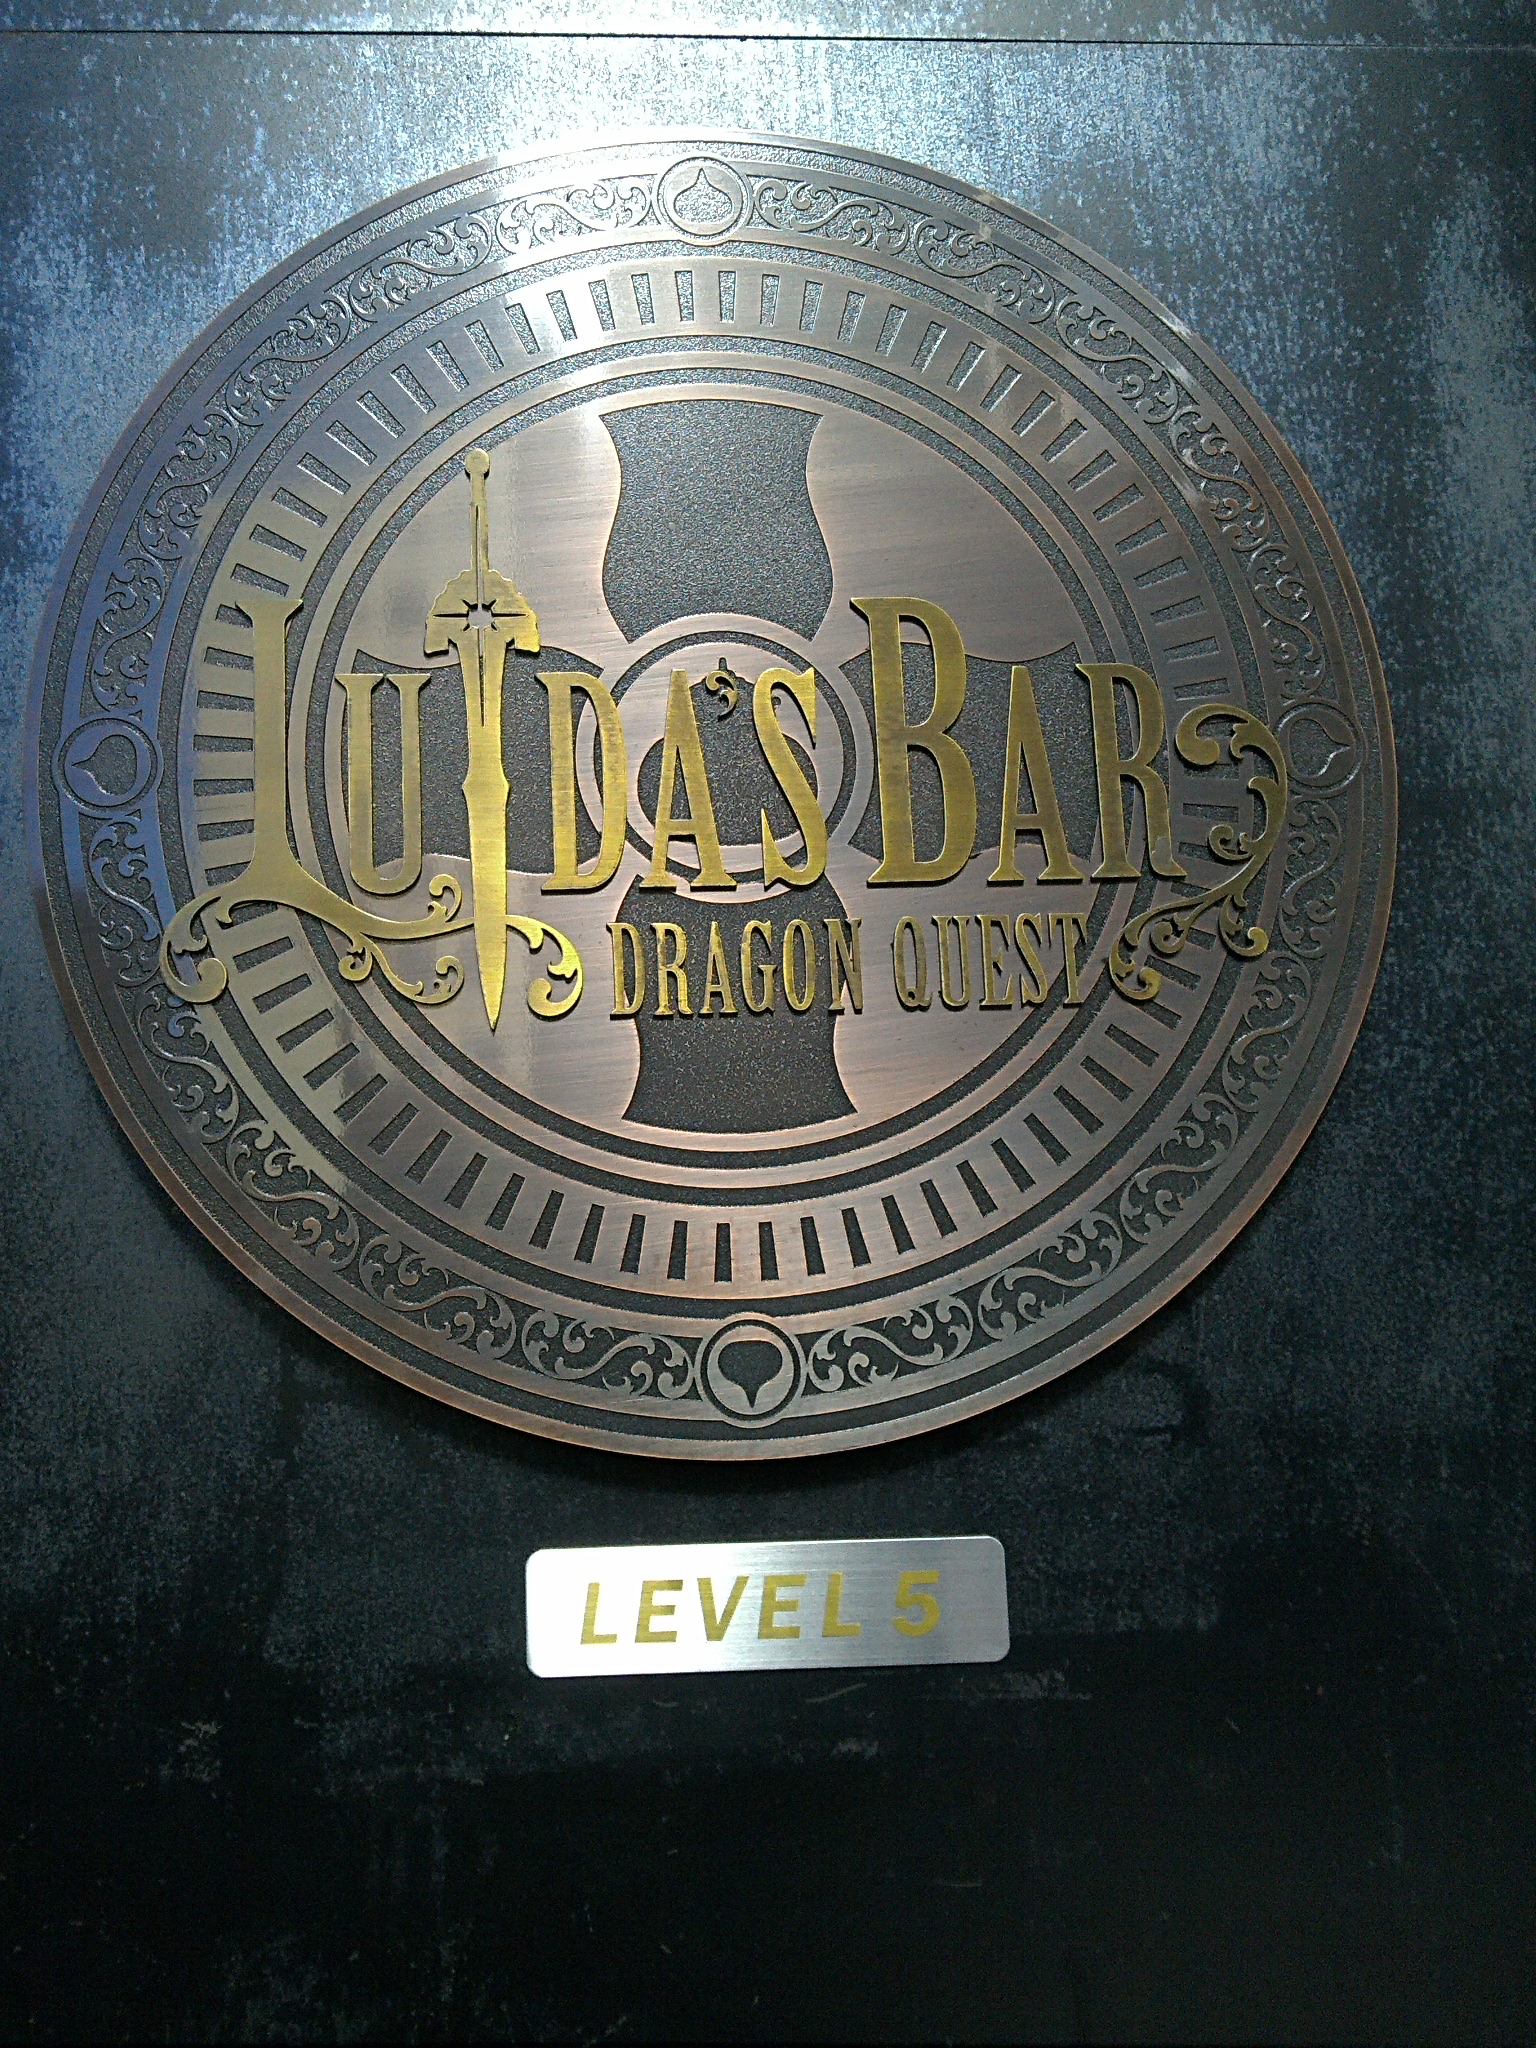 LUIDA'S BAR
DRAGON QUEST
LEVEL 5